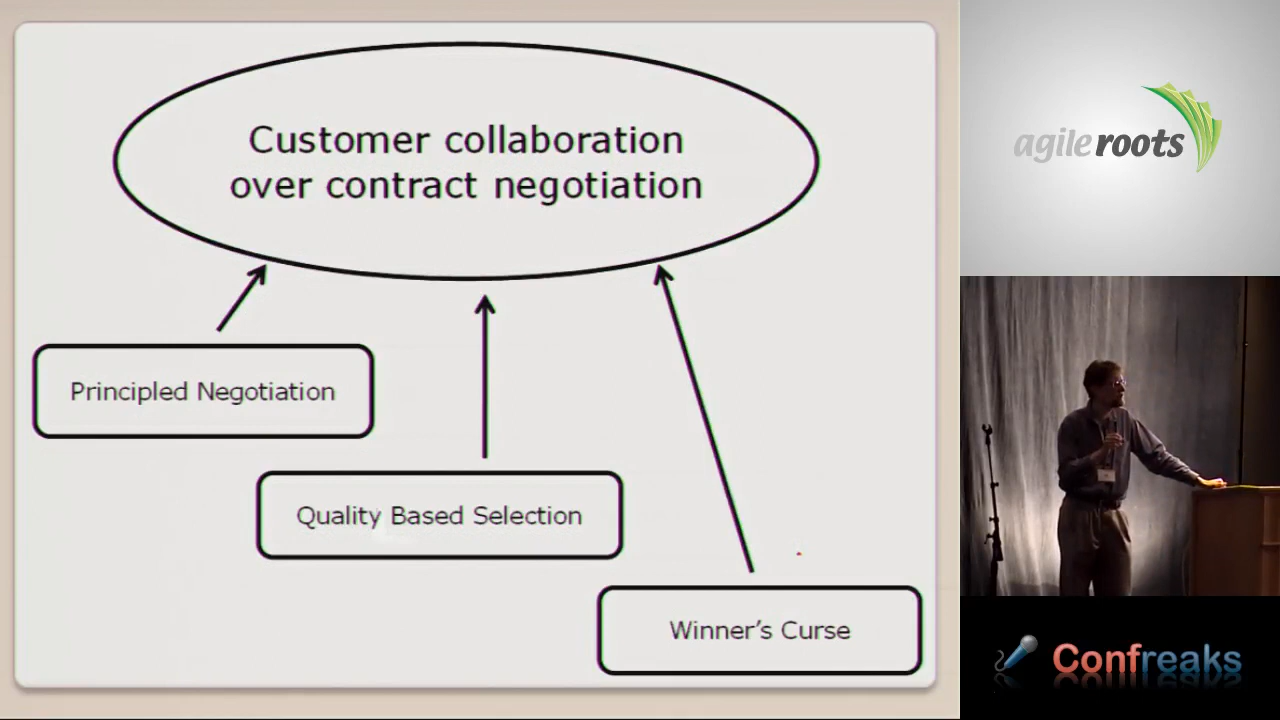 Customer collaboration
over contract negotiation
Principled Negotiation
Quality Based Selection
Winner’s Curse
agile roots
Confreaks